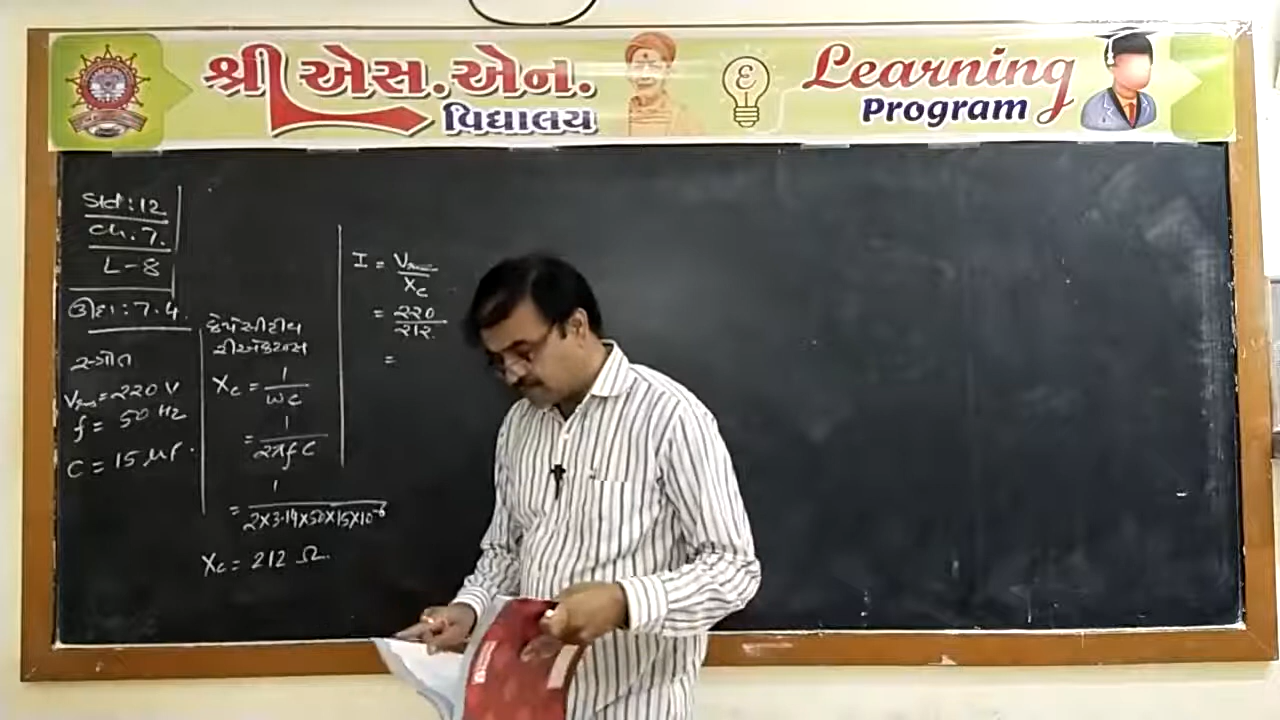 શ્રી એસ. એન.
વિદ્યાલય
Learning
Program
ધોરણ : 12
Ch. 7.
L - 8
ઉદા : 7.4.
સ્ત્રોત
Vrms = 220 V
f = 50 Hz
C = 15 μF.
કેપેસીટીવ
રીએક્ટન્સ
Xc = 1/ωC
= 1/2πfC
= 1/2×3.14×50×15×10⁻⁶
Xc = 212 Ω.
I = Vrms/Xc
= ૨૨૦/૨૧૨
=